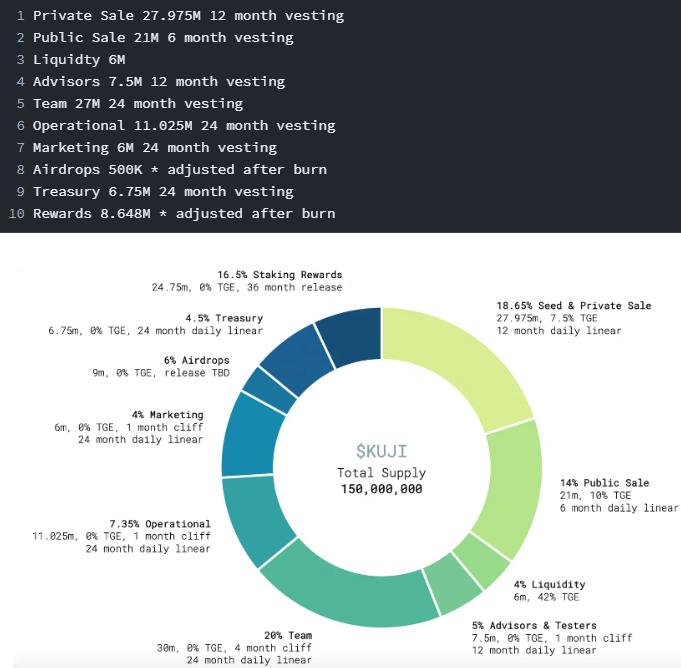 1 Private Sale 27.975M 12 month vesting
2 Public Sale 21M 6 month vesting
3 Liquidty 6M
4 Advisors 7.5M 12 month vesting
5 Team 27M 24 month vesting
6 Operational 11.025M 24 month vesting
7 Marketing 6M 24 month vesting
8 Airdrops 500K * adjusted after burn
9 Treasury 6.75M 24 month vesting
10 Rewards 8.648M * adjusted after burn
16.5% Staking Rewards
24.75m, 0% TGE, 36 month release
4.5% Treasury
6.75m, 0% TGE, 24 month daily linear
6% Airdrops
9m, 0% TGE, release TBD
4% Marketing
6m, 0% TGE, 1 month cliff
24 month daily linear
7.35% Operational
11.025m, 0% TGE, 1 month cliff
24 month daily linear
20% Team
30m, 0% TGE, 4 month cliff
24 month daily linear
18.65% Seed & Private Sale
27.975m, 7.5% TGE
12 month daily linear
14% Public Sale
21m, 10% TGE
6 month daily linear
4% Liquidity
6m, 42% TGE
5% Advisors & Testers
7.5m, 0% TGE, 1 month cliff
12 month daily linear
$KUJI
Total Supply
150,000,000